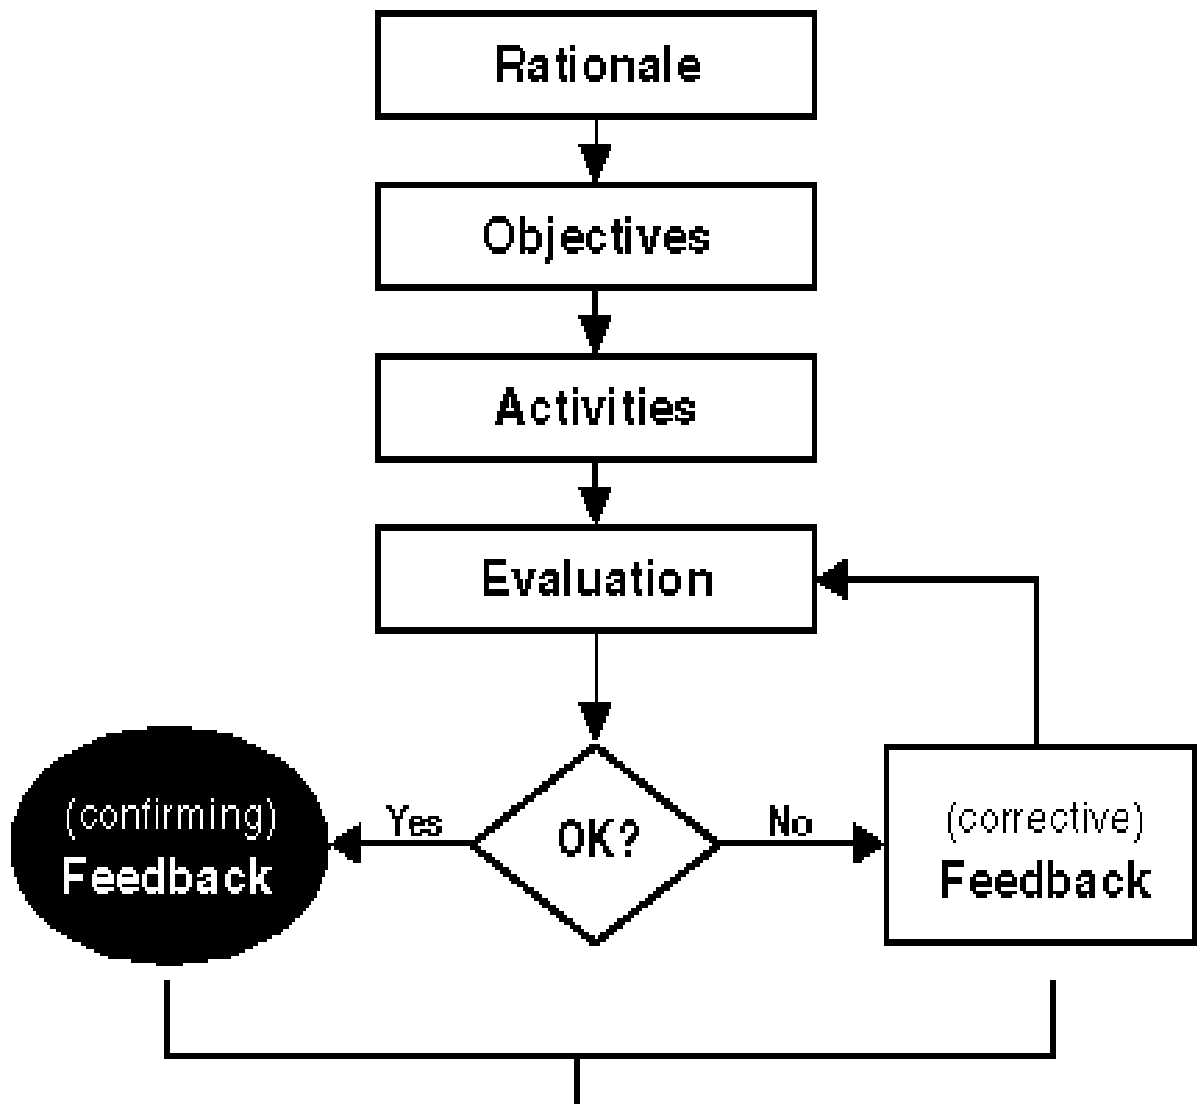 Rationale
Objectives
Activities
Evaluation
(confirming)
Feedback
Yes
OK?
No
(corrective)
Feedback